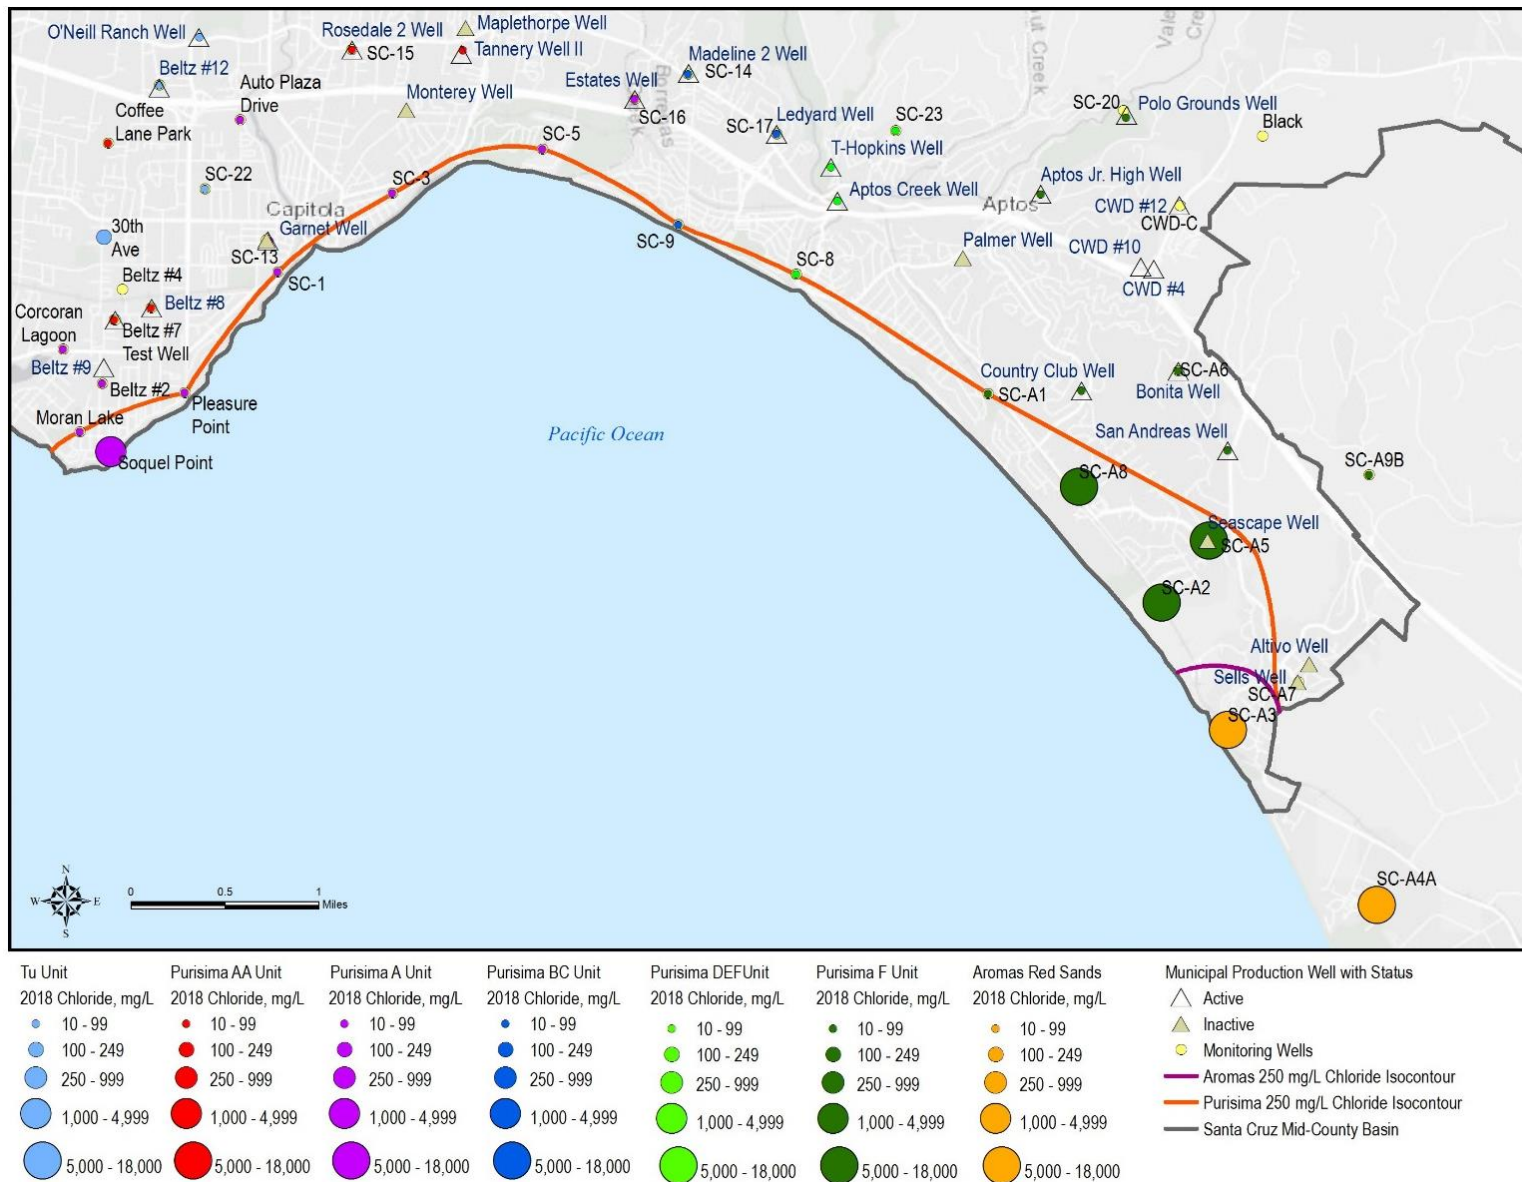 O'Neill Ranch Well
Rosedale 2 Well
SC-15
Maplethorpe Well
Tannery Well II
Madeline 2 Well
SC-14
Beltz #12
Auto Plaza
Drive
Coffee
Lane Park
Monterey Well
Estates Well
SC-16
Borregas
Creek
SC-17
Ledyard Well
SC-23
SC-20
Polo Grounds Well
Black
ut Creek
Vale
Cre
T-Hopkins Well
SC-5
SC-22
SC-3
Capitola
Garnet Well
SC-13
SC-1
Aptos Creek Well
Aptos Jr. High Well
Aptos
CWD #12
CWD-C
30th
Ave
SC-9
SC-8
Palmer Well
CWD #10
CWD #4
Beltz #4
Beltz #8
Corcoran
Lagoon
Beltz #7
Test Well
Beltz #9
Beltz #2
Pleasure
Point
Moran Lake
Soquel Point
Country Club Well
SC-A1
SC-A6
Bonita Well
Pacific Ocean
San Andreas Well
SC-A8
SC-A9B
Seascape Well
SC-A5
SC-A2
Altivo Well
Sells Well
SC-A7
SC-A3
SC-A4A
N
W
E
S
0
0.5
1
Miles
Tu Unit
2018 Chloride, mg/L
10 - 99
100 - 249
250 - 999
1,000 - 4,999
5,000 - 18,000
Purisima AA Unit
2018 Chloride, mg/L
10 - 99
100 - 249
250 - 999
1,000 - 4,999
5,000 - 18,000
Purisima A Unit
2018 Chloride, mg/L
10 - 99
100 - 249
250 - 999
1,000 - 4,999
5,000 - 18,000
Purisima BC Unit
2018 Chloride, mg/L
10 - 99
100 - 249
250 - 999
1,000 - 4,999
5,000 - 18,000
Purisima DEFUnit
2018 Chloride, mg/L
10 - 99
100 - 249
250 - 999
1,000 - 4,999
5,000 - 18,000
Purisima F Unit
2018 Chloride, mg/L
10 - 99
100 - 249
250 - 999
1,000 - 4,999
5,000 - 18,000
Aromas Red Sands
2018 Chloride, mg/L
10 - 99
100 - 249
250 - 999
1,000 - 4,999
5,000 - 18,000
Municipal Production Well with Status
Active
Inactive
Monitoring Wells
Aromas 250 mg/L Chloride Isocontour
Purisima 250 mg/L Chloride Isocontour
Santa Cruz Mid-County Basin